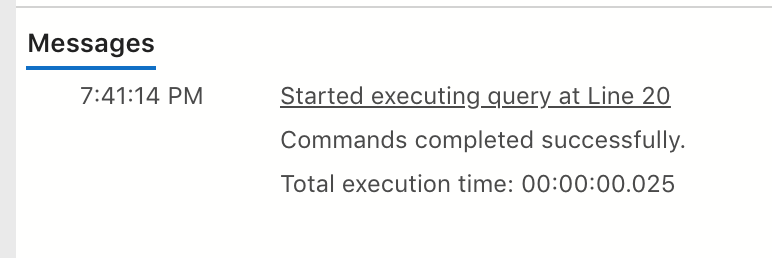 Messages
7:41:14 PM Started executing query at Line 20
Commands completed successfully.
Total execution time: 00:00:00.025